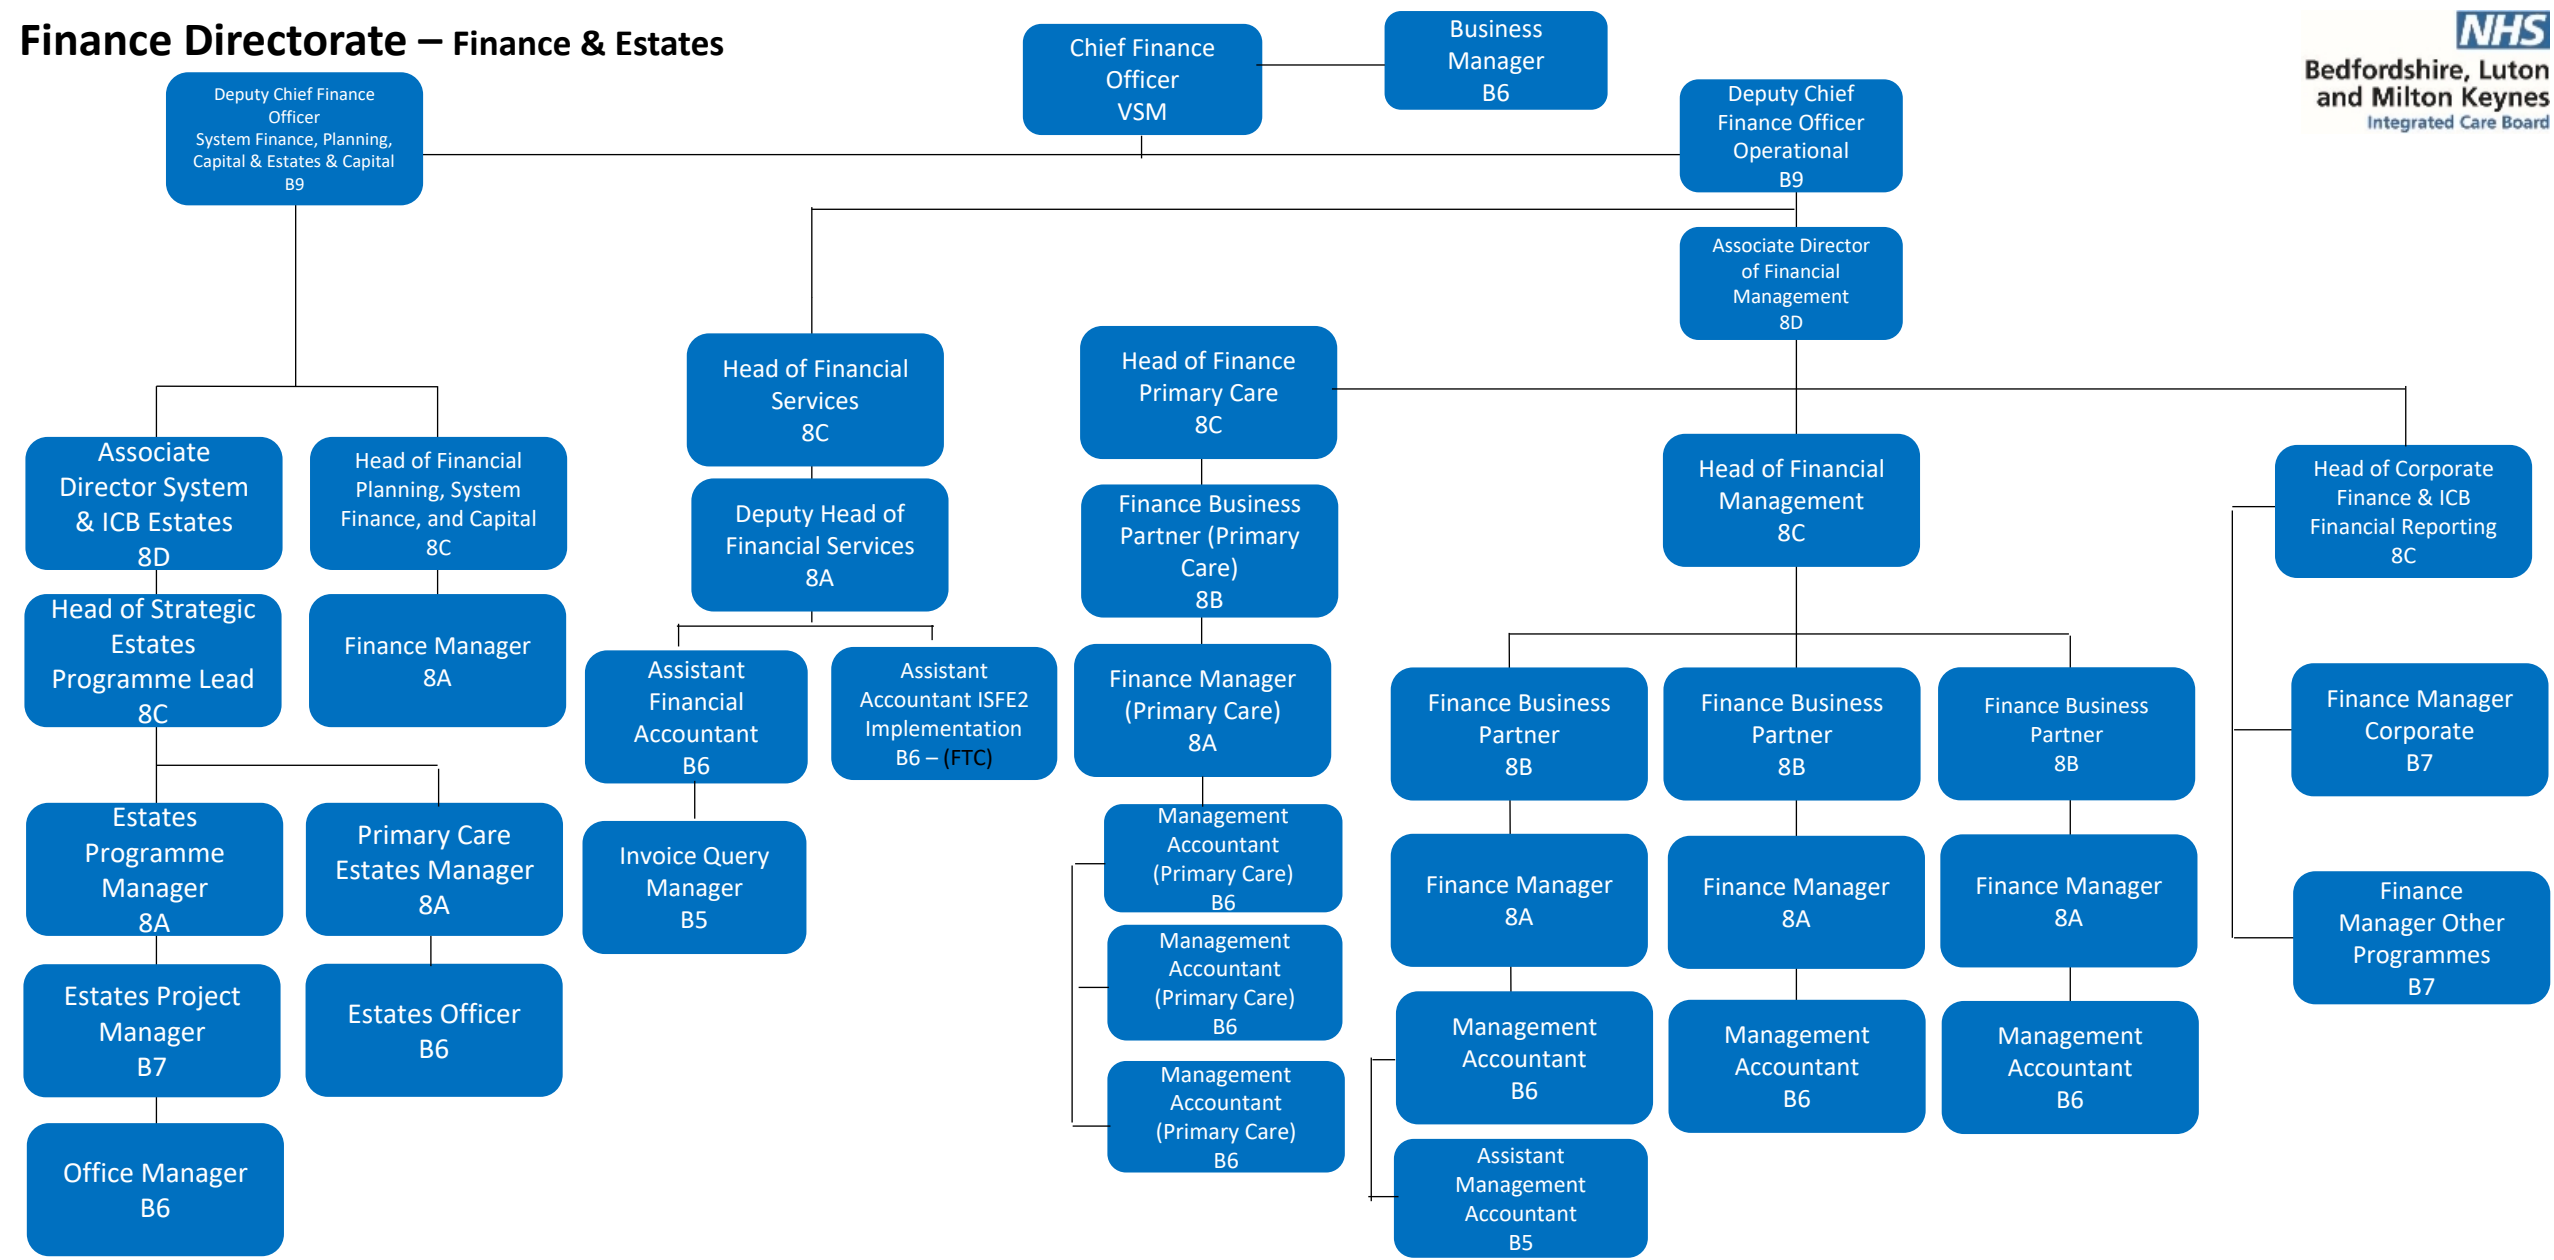 Finance Directorate – Finance & Estates
Chief Finance
Officer
VSM
Business
Manager
B6
NHS
Bedfordshire, Luton
and Milton Keynes
Integrated Care Board
Deputy Chief Finance
Officer
System Finance, Planning,
Capital & Estates & Capital
B9
Deputy Chief
Finance Officer
Operational
B9
Associate Director
of Financial
Management
8D
Head of Financial
Services
8C
Head of Finance
Primary Care
8C
Associate
Director System
& ICB Estates
8D
Head of Financial
Planning, System
Finance, and Capital
8C
Deputy Head of
Financial Services
8A
Finance Business
Partner (Primary
Care)
8B
Head of Financial
Management
8C
Head of Corporate
Finance & ICB
Financial Reporting
8C
Head of Strategic
Estates
Programme Lead
8C
Finance Manager
8A
Assistant
Financial
Accountant
B6
Assistant
Accountant ISFE2
Implementation
B6 – (FTC)
Finance Manager
(Primary Care)
8A
Finance Business
Partner
8B
Finance Business
Partner
8B
Finance Business
Partner
8B
Finance Manager
Corporate
B7
Estates
Programme
Manager
8A
Primary Care
Estates Manager
8A
Invoice Query
Manager
B5
Management
Accountant
(Primary Care)
B6
Finance Manager
8A
Finance Manager
8A
Finance Manager
8A
Finance
Manager Other
Programmes
B7
Management
Accountant
(Primary Care)
B6
Estates Project
Manager
B7
Estates Officer
B6
Management
Accountant
B6
Management
Accountant
B6
Management
Accountant
B6
Management
Accountant
(Primary Care)
B6
Office Manager
B6
Assistant
Management
Accountant
B5